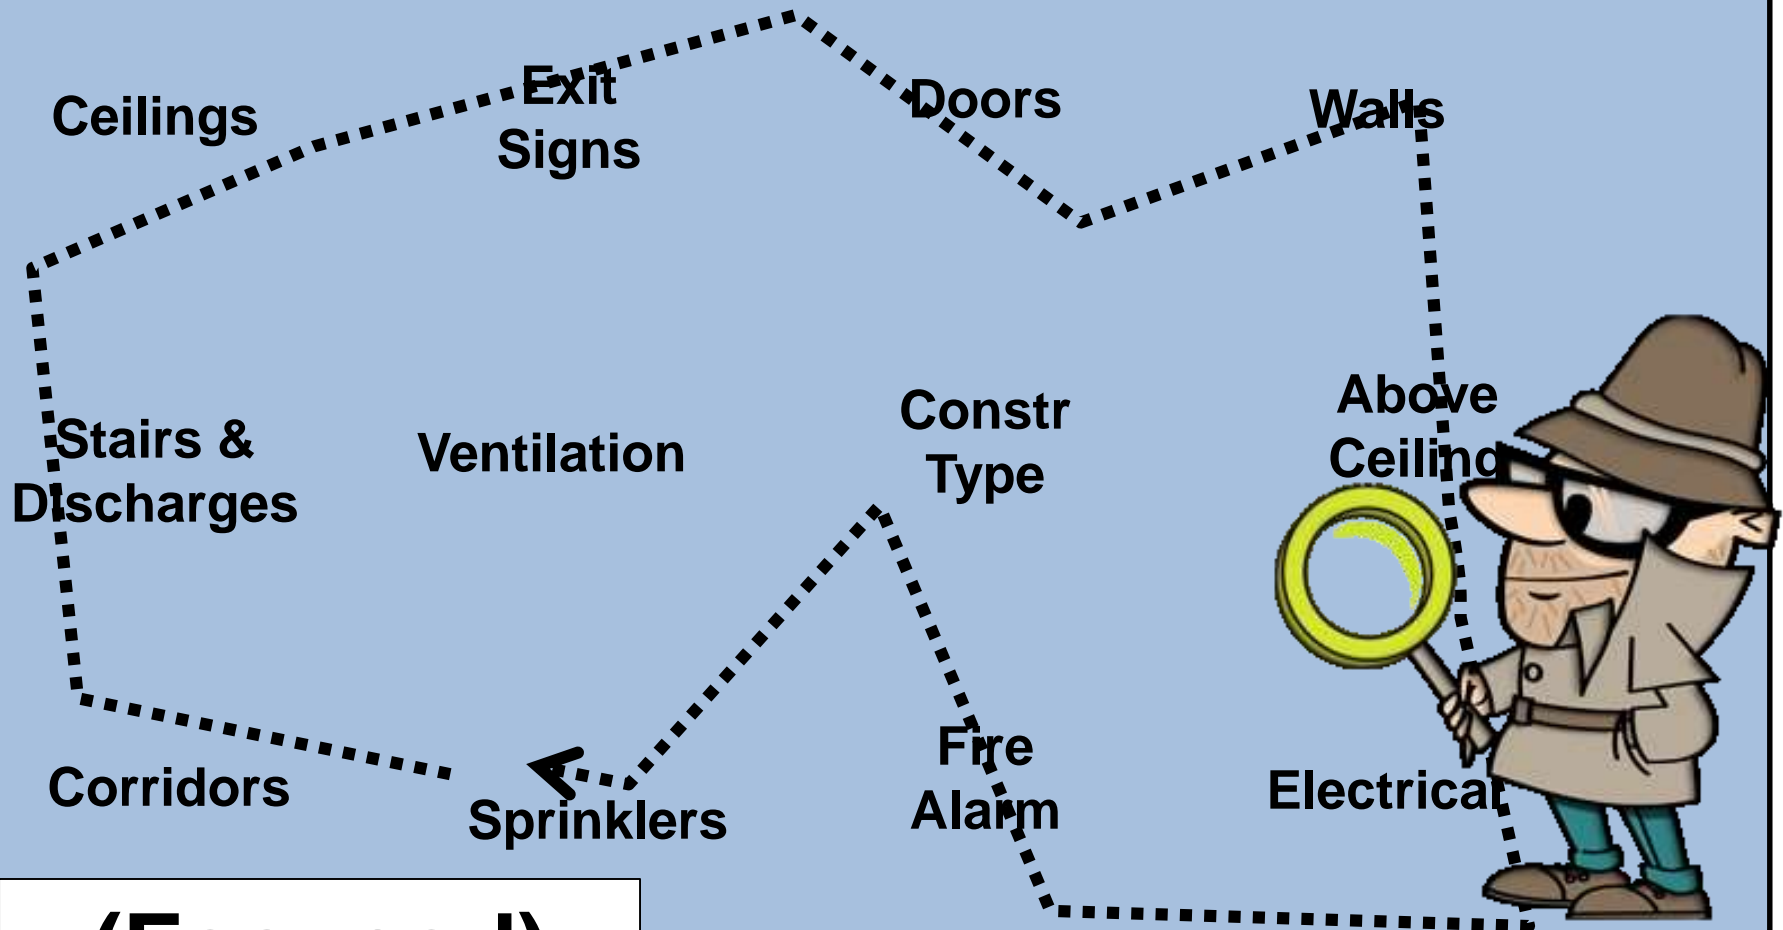 Ceilings
Exit
Signs
Doors
Walls
Stairs &
Discharges
Ventilation
Constr
Type
Above
Ceiling
Corridors
Sprinklers
Fire
Alarm
Electrical